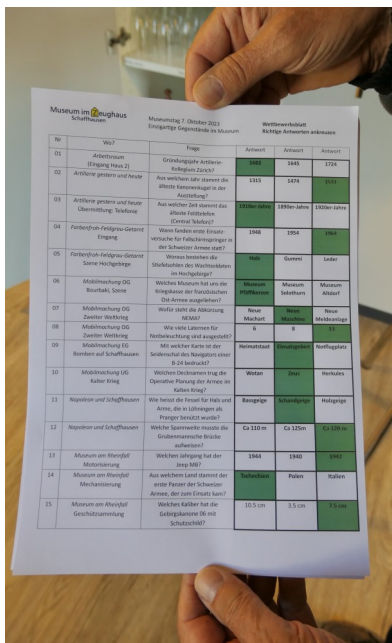 Museum im Zeughaus
Schaffhausen
Museumstag 7. Oktober 2023
Einzigartige Gegenstände im Museum
Wettbewerbsblatt
Richtige Antworten ankreuzen
Nr Wo? Frage Antwort Antwort Antwort
01 Arbeitsraum (Eingang Haus 2) Gründungsjahr Artillerie-Kollegium Zürich? 1645 1724
02 Artillerie gestern und heute Aus welchem Jahr stammt die älteste Kanonenkugel in der Ausstellung? 1315 1474
03 Artillerie gestern und heute Übermittlung: Telefonie Aus welcher Zeit stammt das älteste Feldtelefon (Central Telefon)? 1910er-Jahre 1890er-Jahre 1920er-Jahre
04 Farbenfroh-Feldgrau-Getarnt Eingang Wann fanden erste Einsatzversuche für Fallschirmspringer in der Schweizer Armee statt? 1948 1954 1964
05 Farbenfroh-Feldgrau-Getarnt Szene Hochgebirge Woraus bestehen die Stiefelsohlen des Wachtsoldaten im Hochgebirge? Holz Gummi Leder
06 Mobilmachung OG Bourbaki, Szene Welches Museum hat uns die Kriegskasse der französischen Ost-Armee ausgeliehen? Museum Pfäffikon Museum Solothurn Museum Altdorf
07 Mobilmachung OG Zweiter Weltkrieg Wofür steht die Abkürzung NEMA? Neue Machart Neue Maschine Neue Meldeanlage
08 Mobilmachung OG Zweiter Weltkrieg Wie viele Laternen für Notbeleuchtung sind ausgestellt? 6 8
09 Mobilmachung EG Bomben auf Schaffhausen Mit welcher Karte ist der Seidenschal des Navigators einer B-24 bedruckt? Heimatstaat Einsatzgebiet Notflugplatz
10 Mobilmachung UG Kalter Krieg Welchen Decknamen trug die Operative Planung der Armee im Kalten Krieg? Wotan Zeus Herkules
11 Napoleon und Schaffhausen Wie heisst die Fessel für Hals und Arme, die in Löhningen als Pranger benützt wurde? Bassgeige Schandgeige Holzgeige
12 Napoleon und Schaffhausen Welche Spannweite musste die Grubenmannsche Brücke aufweisen? Ca 110 m Ca 125m Ca 120 m
13 Museum am Rheinfall Motorisierung Welchen Jahrgang hat der Jeep MB? 1944 1940 1942
14 Museum am Rheinfall Mechanisierung Aus welchem Land stammt der erste Panzer der Schweizer Armee, der zum Einsatz kam? Tschechien Polen Italien
15 Museum am Rheinfall Geschützsammlung Welches Kaliber hat die Gebirgskanone 06 mit Schutzschild? 10.5 cm 3.5 cm 7.5 cm